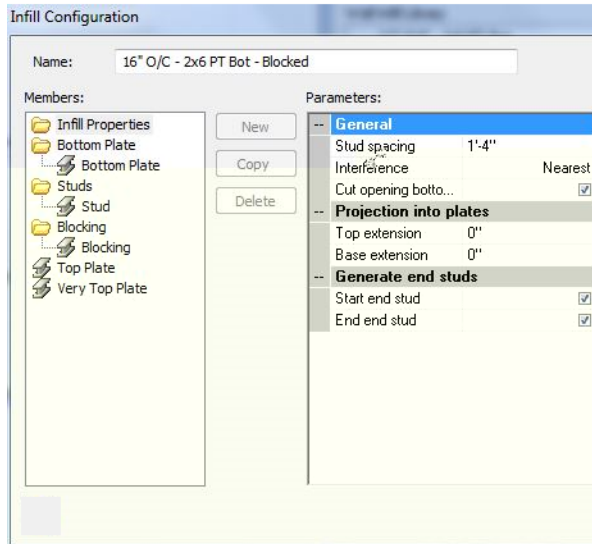 Infill Configuration
Name: 16" O/C - 2x6 PT Bot - Blocked
Members:
Infill Properties
Bottom Plate
Bottom Plate
Studs
Stud
Blocking
Blocking
Top Plate
Very Top Plate
New
Copy
Delete
Parameters:
-- General
Stud spacing 1'-4"
Interference Nearest
Cut opening botto...
-- Projection into plates
Top extension 0"
Base extension 0"
-- Generate end studs
Start end stud
End end stud